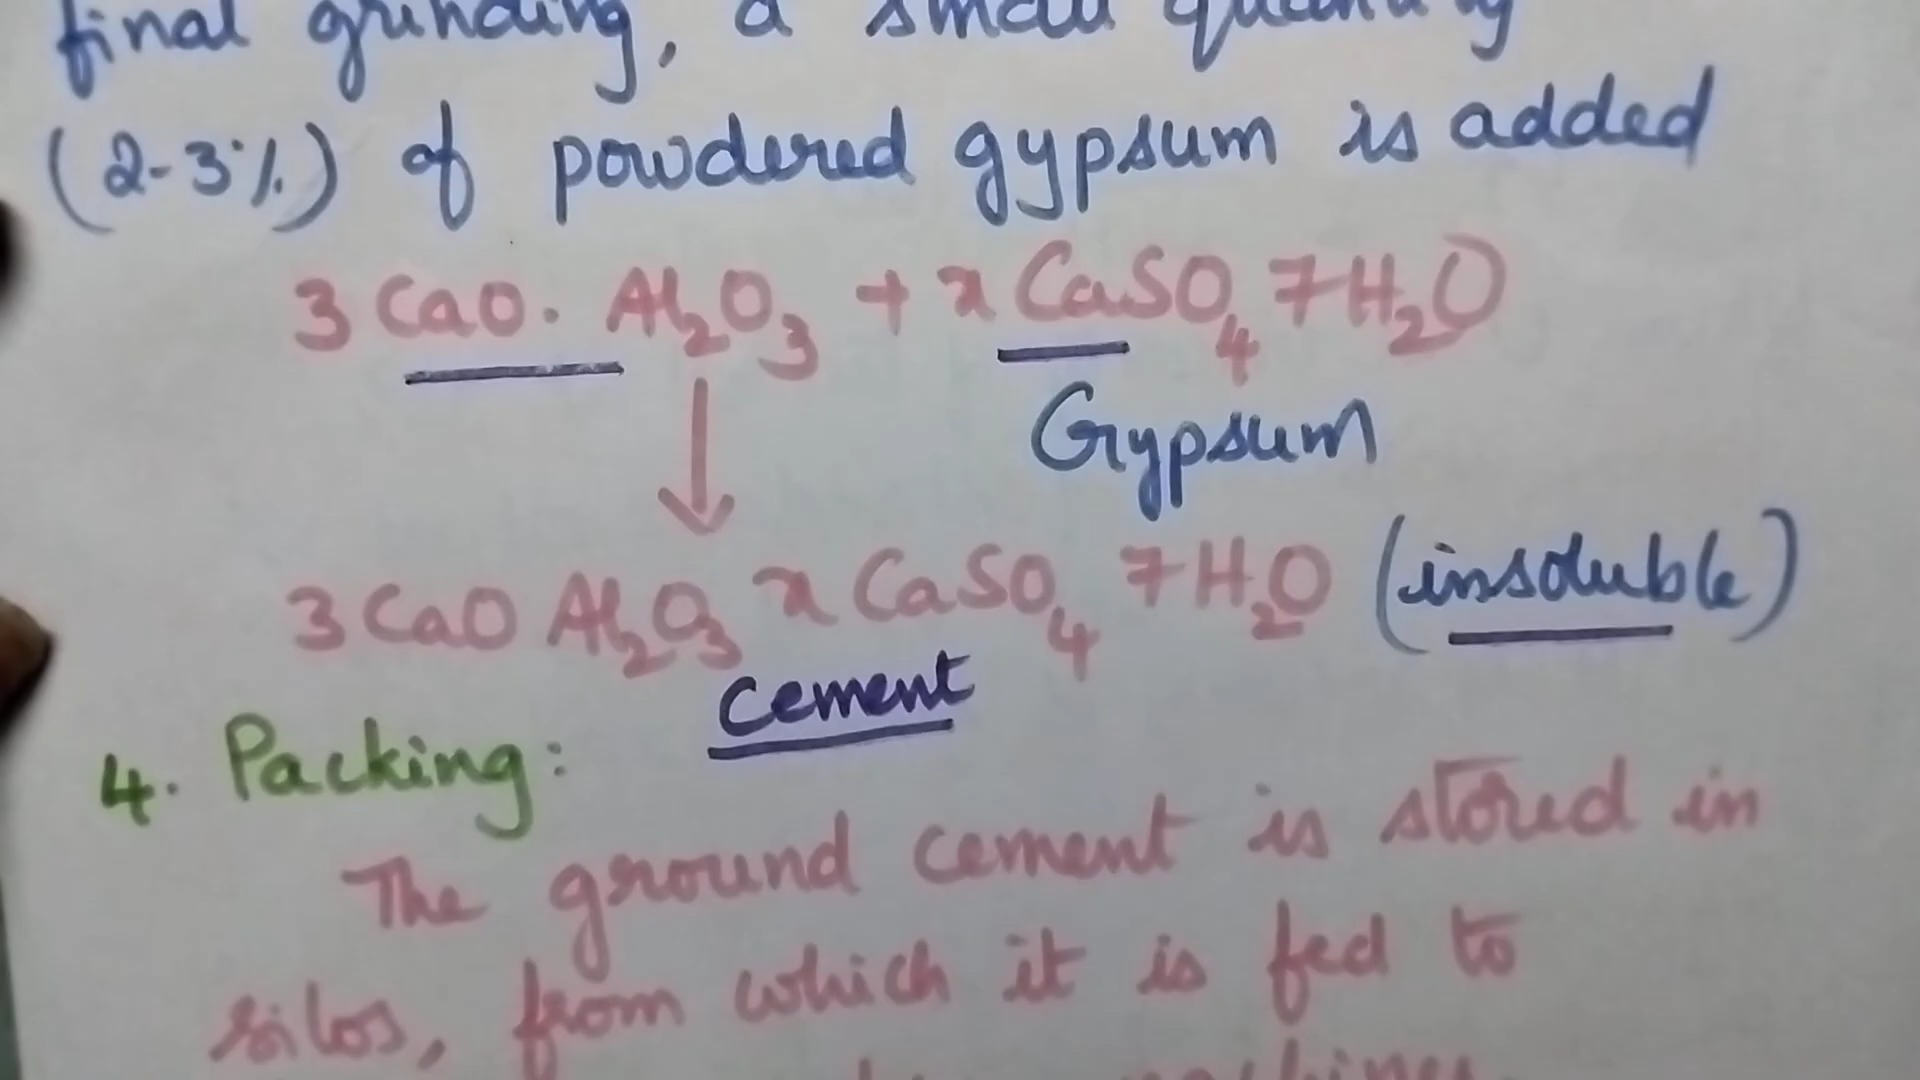 final grinding, a small quantity
(2-3%) of powdered gypsum is added
3 CaO. Al₂O₃ + x CaSO₄ 7H₂O
Gypsum
3 CaO Al₂O₃ x CaSO₄ 7H₂O (insoluble)
cement
4. Packing:
The ground cement is stored in
silos, from which it is fed to
machines.